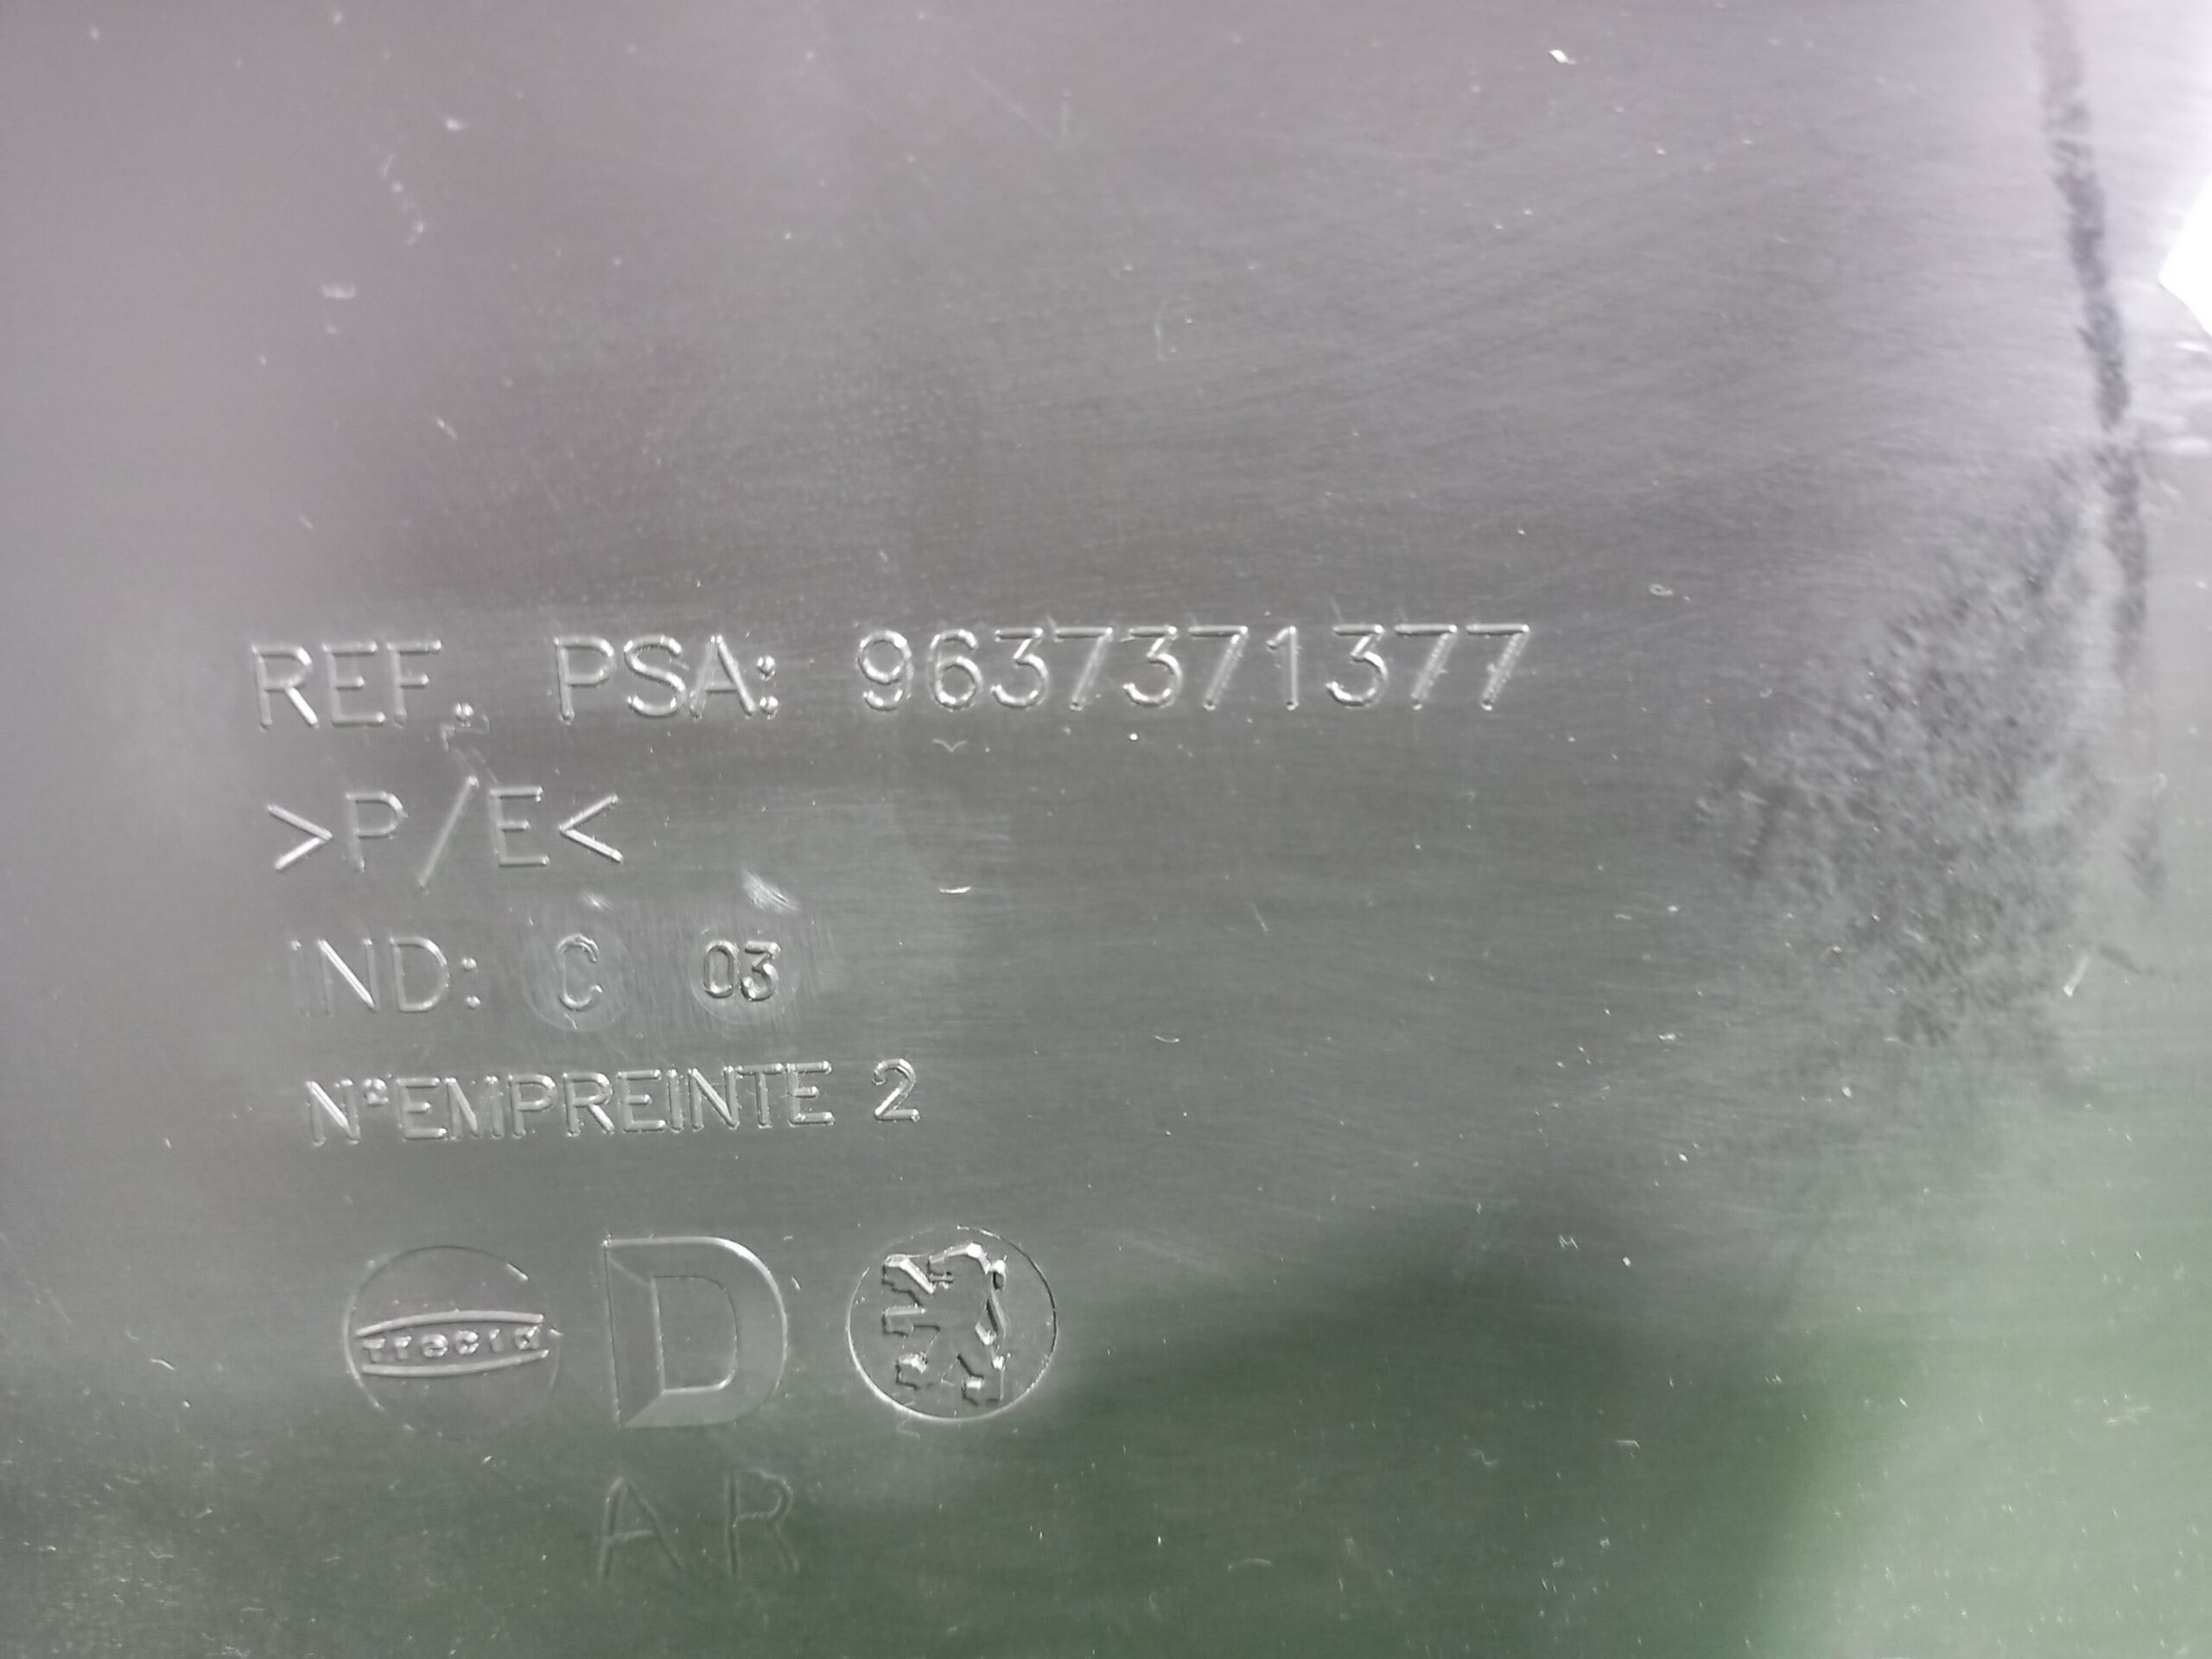 REF. PSA: 9637371377
>P/E<
IND: C 03
N°EMPREINTE 2
D
AR